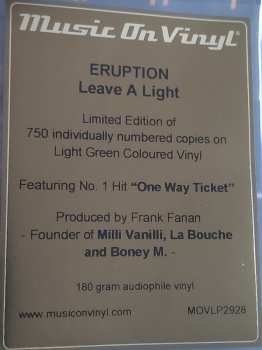 Music On Vinyl®
ERUPTION
Leave A Light
Limited Edition of
750 individually numbered copies on
Light Green Coloured Vinyl
Featuring No. 1 Hit “One Way Ticket”
Produced by Frank Farian
- Founder of Milli Vanilli, La Bouche
and Boney M. -
180 gram audiophile vinyl
www.musiconvinyl.com MOVLP2928